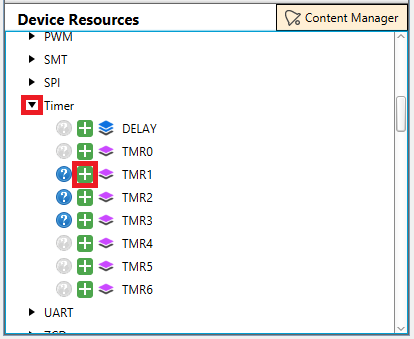 Device Resources
Content Manager
PWM
SMT
SPI
Timer
? DELAY
? TMR0
? TMR1
? TMR2
? TMR3
? TMR4
? TMR5
? TMR6
UART